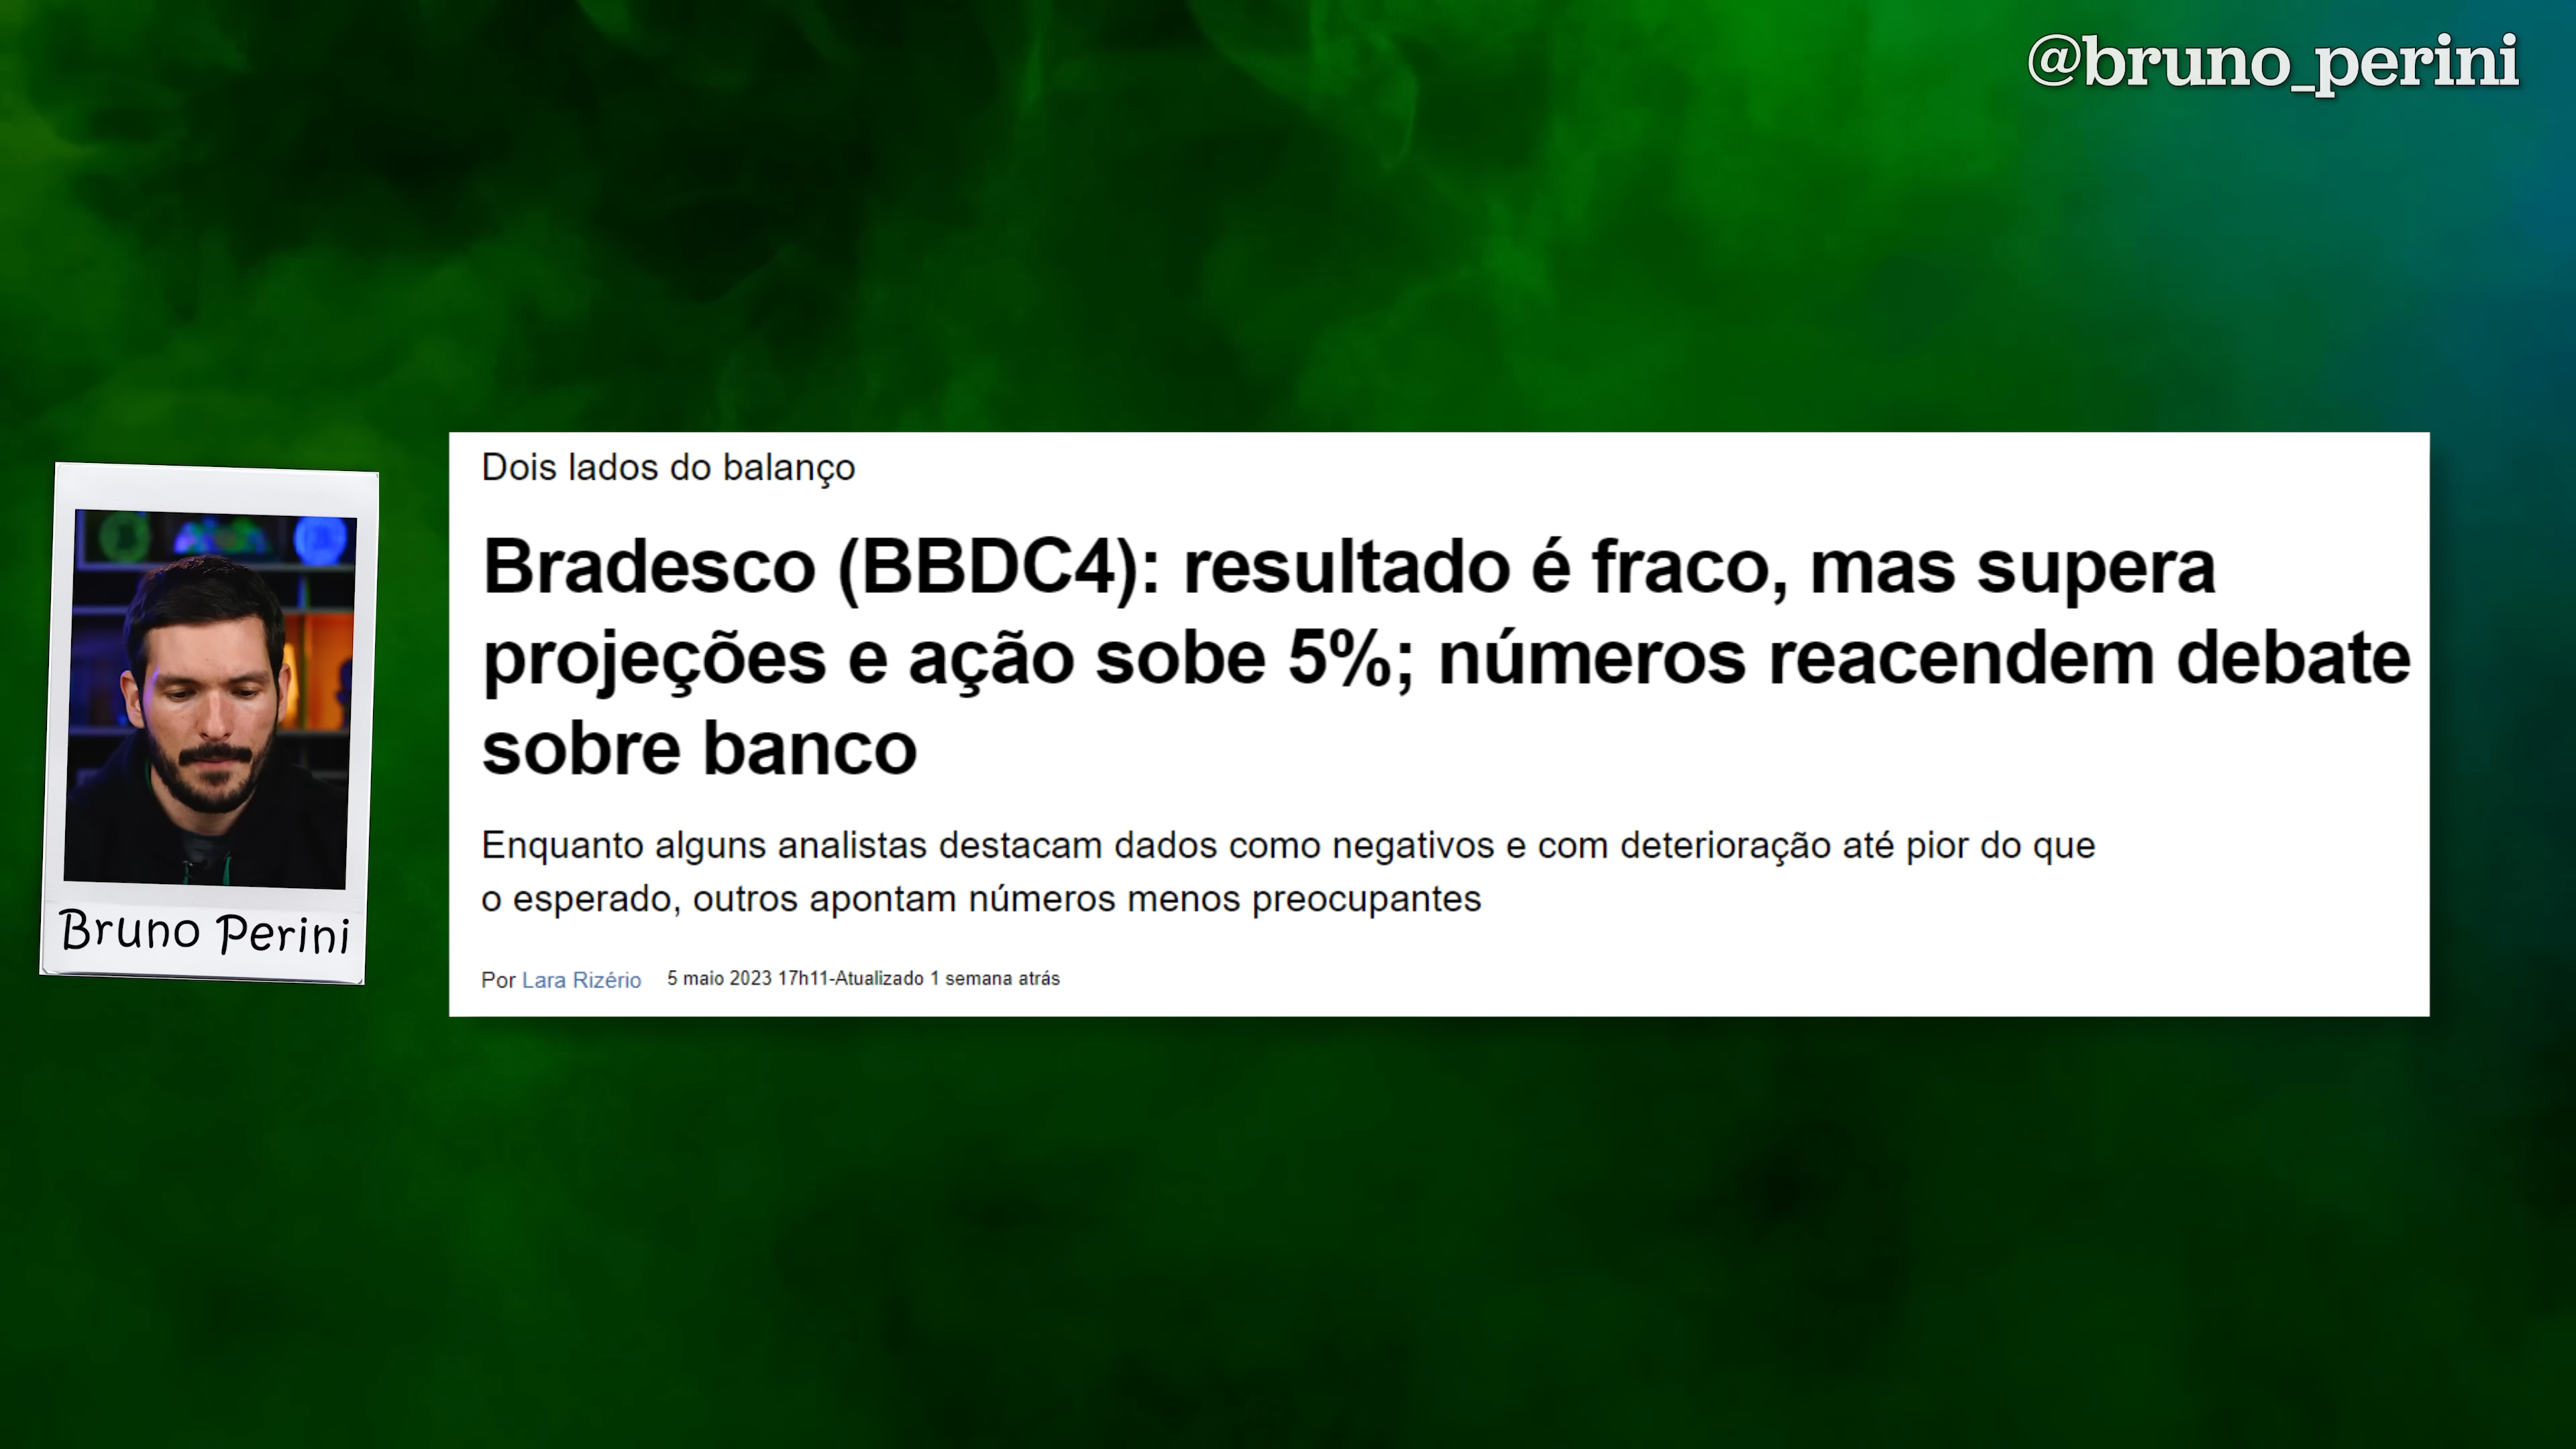 @bruno_perini
Dois lados do balanço
Bradesco (BBDC4): resultado é fraco, mas supera
projeções e ação sobe 5%; números reacendem debate
sobre banco
Enquanto alguns analistas destacam dados como negativos e com deterioração até pior do que
o esperado, outros apontam números menos preocupantes
Por Lara Rizério 5 maio 2023 17h11-Atualizado 1 semana atrás
Bruno Perini